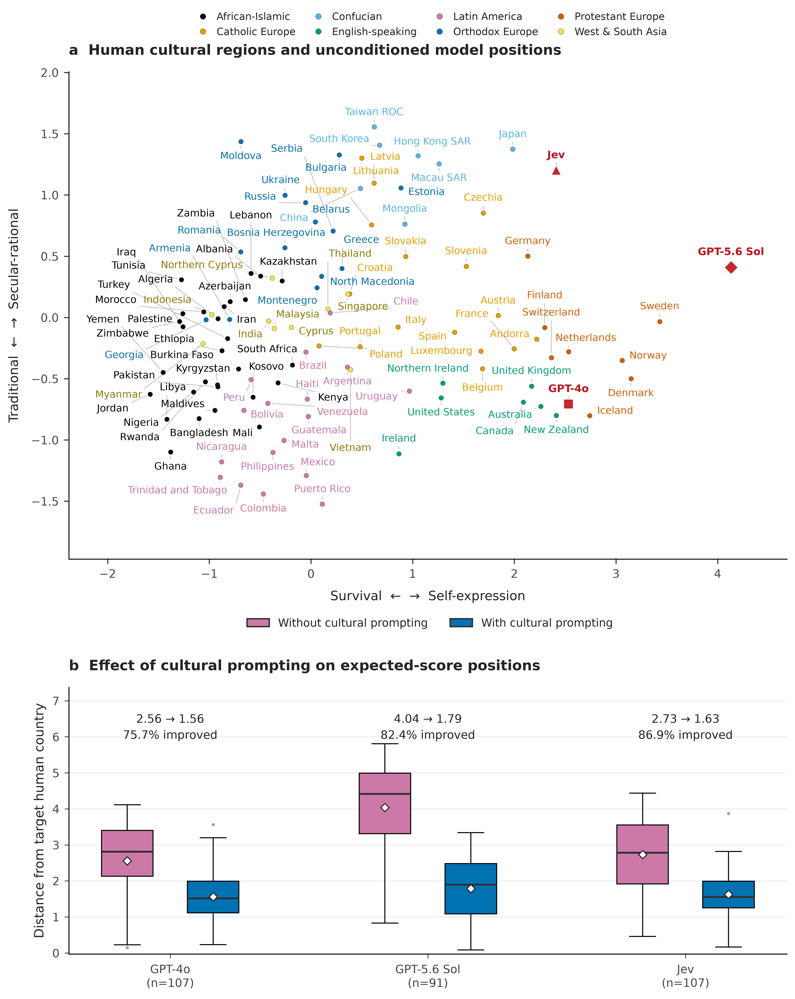 African-Islamic
Confucian
Latin America
Protestant Europe
Catholic Europe
English-speaking
Orthodox Europe
West & South Asia
a Human cultural regions and unconditioned model positions
Traditional ← → Secular-rational
2.0
1.5
1.0
0.5
0.0
−0.5
−1.0
−1.5
Taiwan ROC
Japan
South Korea
Hong Kong SAR
Serbia
Moldova
Latvia
Jev
Bulgaria
Lithuania
Macau SAR
Ukraine
Hungary
Estonia
Russia
Czechia
Belarus
Mongolia
Zambia
Lebanon
China
Romania
Bosnia Herzegovina
Greece
Slovakia
Germany
Armenia
Albania
Iraq
Thailand
Slovenia
GPT-5.6 Sol
Kazakhstan
Tunisia
Northern Cyprus
Croatia
Algeria
North Macedonia
Turkey
Azerbaijan
Finland
Morocco
Indonesia
Montenegro
Chile
Austria
Singapore
Sweden
Switzerland
France
Malaysia
Yemen
Palestine
Iran
Italy
Zimbabwe
India
Cyprus
Portugal
Spain
Andorra
Netherlands
Ethiopia
South Africa
Luxembourg
Georgia
Burkina Faso
Poland
Norway
Brazil
Kyrgyzstan
Kosovo
Northern Ireland
United Kingdom
Pakistan
Haiti
Argentina
Libya
Belgium
GPT-4o
Myanmar
Peru
Kenya
Uruguay
Denmark
Jordan
Maldives
Bolivia
Venezuela
United States
Australia
Iceland
Nigeria
Guatemala
Canada
New Zealand
Rwanda
Bangladesh
Mali
Ireland
Nicaragua
Malta
Vietnam
Ghana
Philippines
Mexico
Trinidad and Tobago
Puerto Rico
Ecuador
Colombia
−2
−1
0
1
2
3
4
Survival ← → Self-expression
Without cultural prompting
With cultural prompting
b Effect of cultural prompting on expected-score positions
Distance from target human country
7
6
5
4
3
2
1
0
2.56 → 1.56
75.7% improved
4.04 → 1.79
82.4% improved
2.73 → 1.63
86.9% improved
GPT-4o
(n=107)
GPT-5.6 Sol
(n=91)
Jev
(n=107)